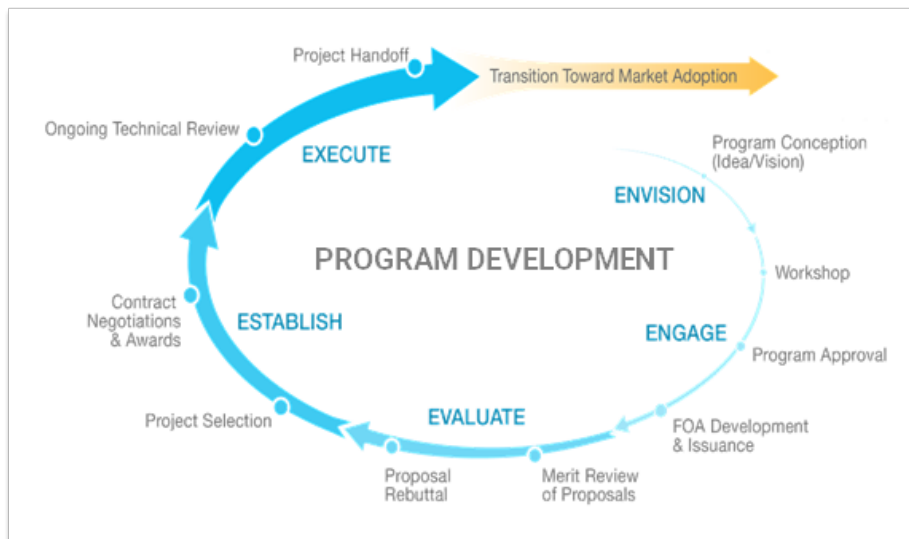 Project Handoff
Transition Toward Market Adoption
Ongoing Technical Review
EXECUTE
Program Conception
(Idea/Vision)
ENVISION
PROGRAM DEVELOPMENT
Workshop
Contract
Negotiations
& Awards
ESTABLISH
ENGAGE
Program Approval
Project Selection
EVALUATE
FOA Development
& Issuance
Proposal
Rebuttal
Merit Review
of Proposals